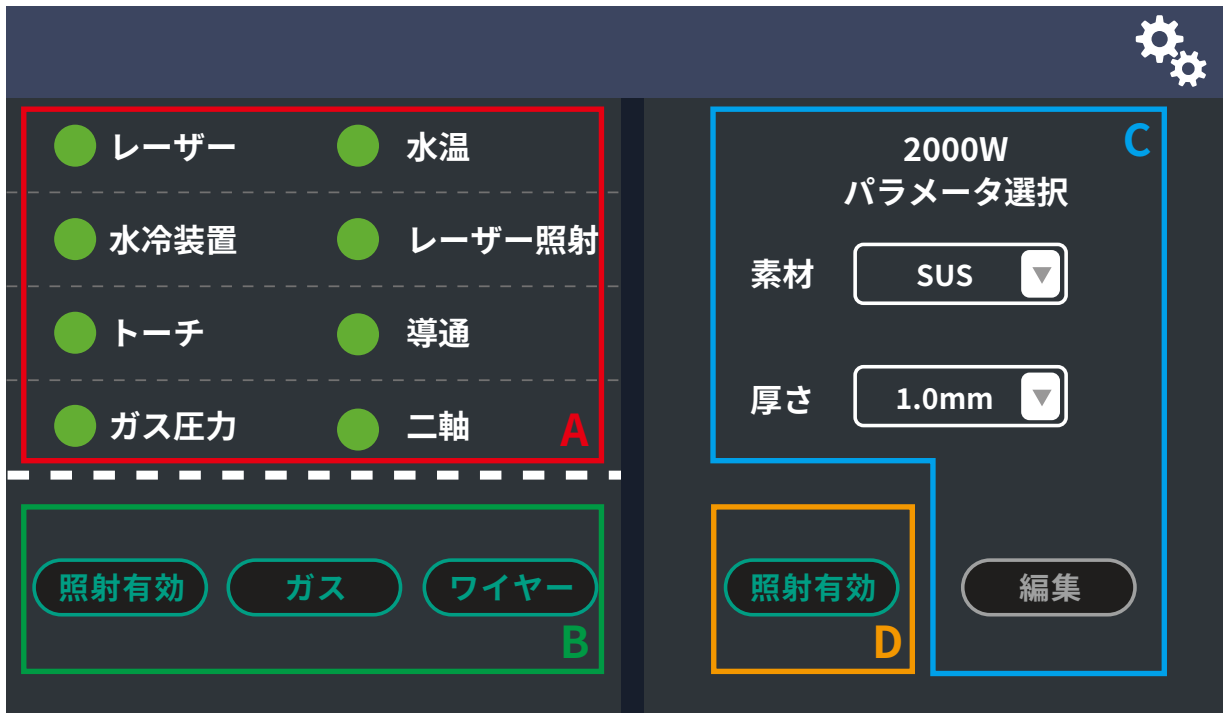 レーザー
水温
水冷装置
レーザー照射
トーチ
導通
ガス圧力
二軸
A
照射有効
ガス
ワイヤー
B
C
2000W
パラメータ選択
素材
SUS
厚さ
1.0mm
照射有効
D
編集